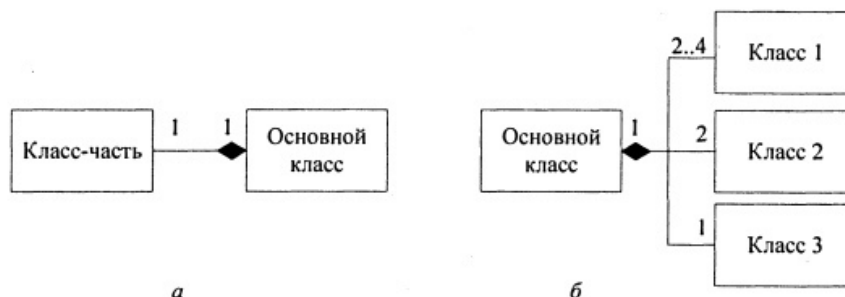 Класс-часть
1
1
Основной
класс
а
Основной
класс
1
2..4
Класс 1
2
Класс 2
1
Класс 3
б